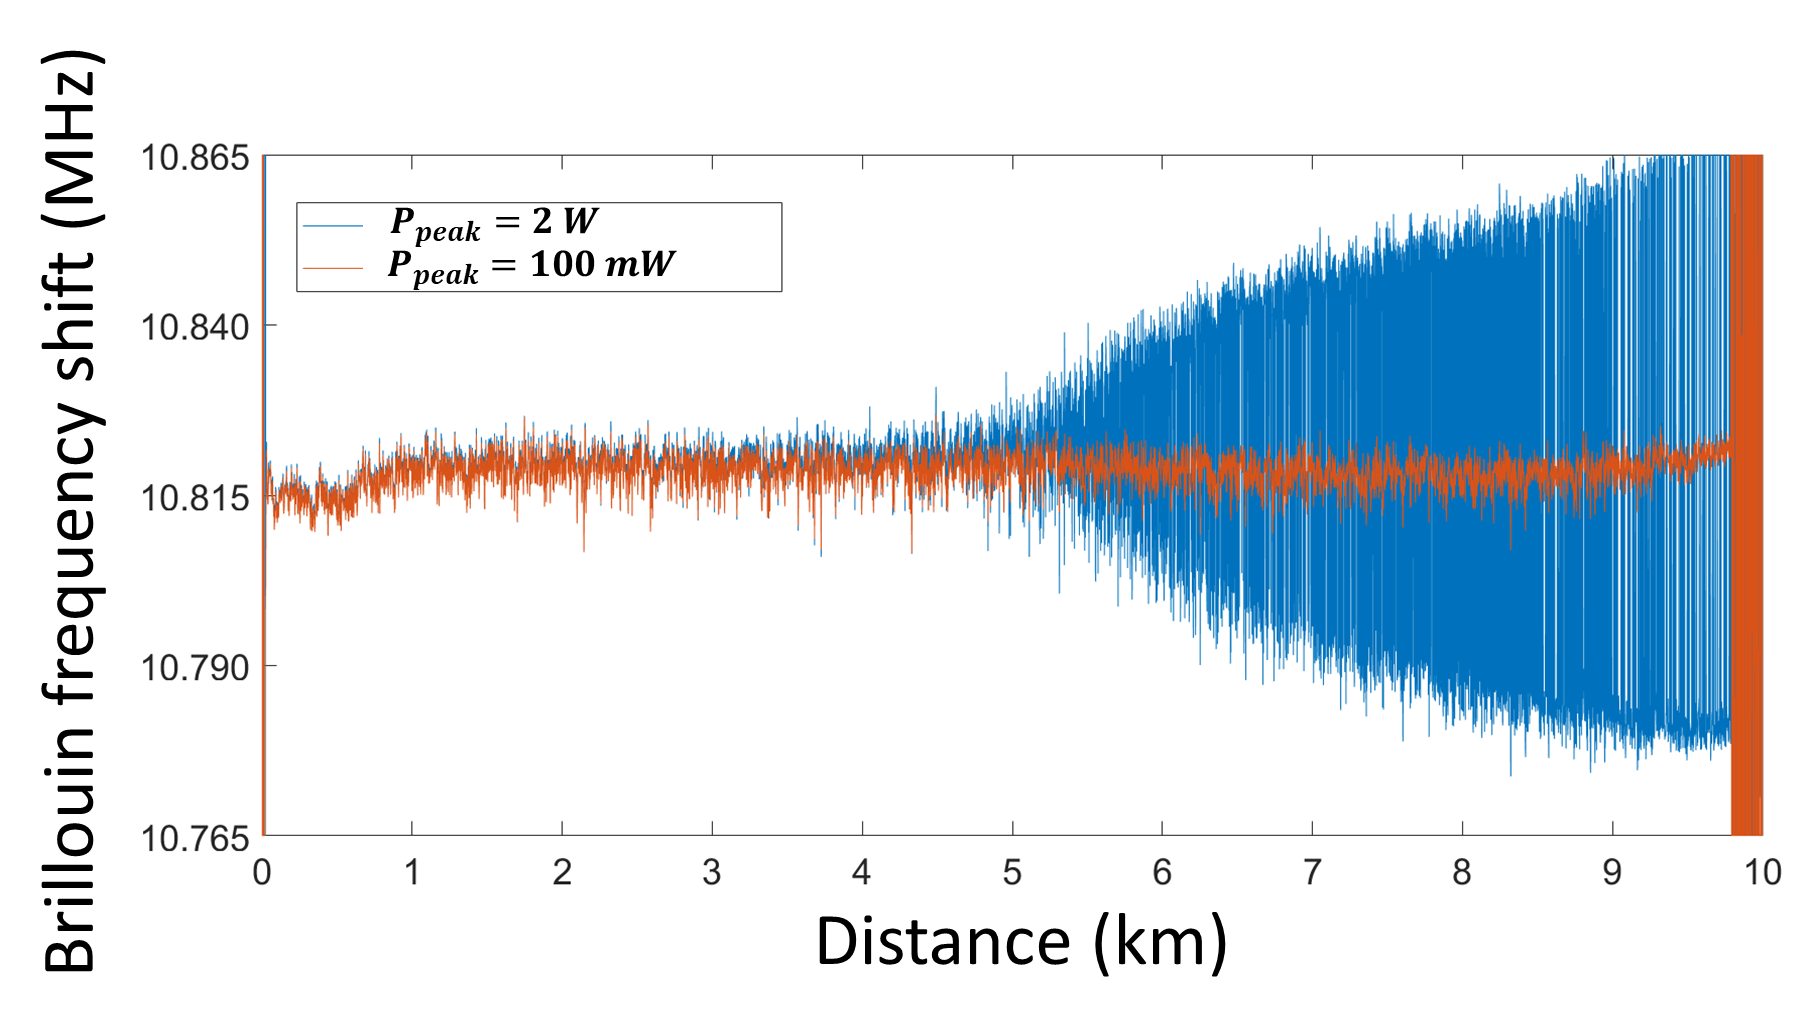 Brillouin frequency shift (MHz)
10.865
10.840
10.815
10.790
10.765
P_peak = 2 W
P_peak = 100 mW
0 1 2 3 4 5 6 7 8 9 10
Distance (km)